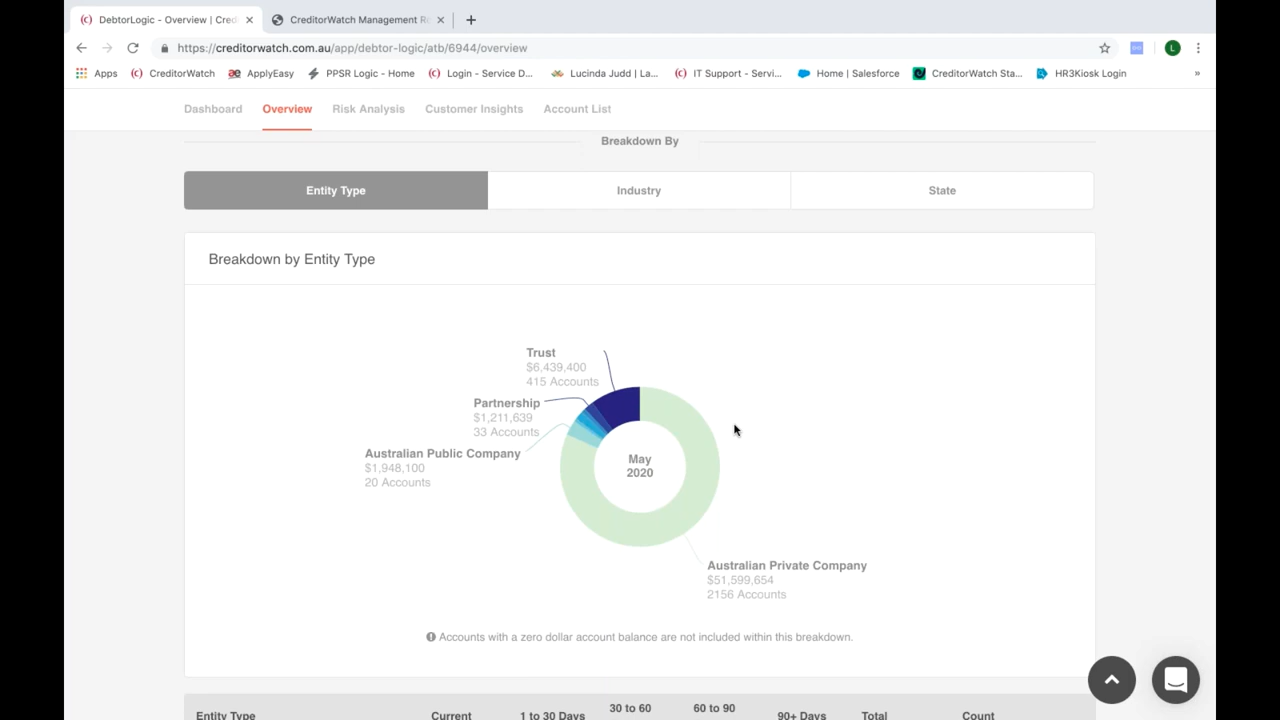 DebtorLogic - Overview | Cred
CreditorWatch Management R
https://creditorwatch.com.au/app/debtor-logic/atb/6944/overview
L
Apps
CreditorWatch
ApplyEasy
PPSR Logic - Home
Login - Service D...
Lucinda Judd | La...
IT Support - Servi...
Home | Salesforce
CreditorWatch Sta...
HR3Kiosk Login
Dashboard
Overview
Risk Analysis
Customer Insights
Account List
Breakdown By
Entity Type
Industry
State
Breakdown by Entity Type
Trust
$6,439,400
415 Accounts
Partnership
$1,211,639
33 Accounts
Australian Public Company
$1,948,100
20 Accounts
May
2020
Australian Private Company
$51,599,654
2156 Accounts
Accounts with a zero dollar account balance are not included within this breakdown.
Entity Type
Current
1 to 30 Days
30 to 60
60 to 90
90+ Days
Total
Count